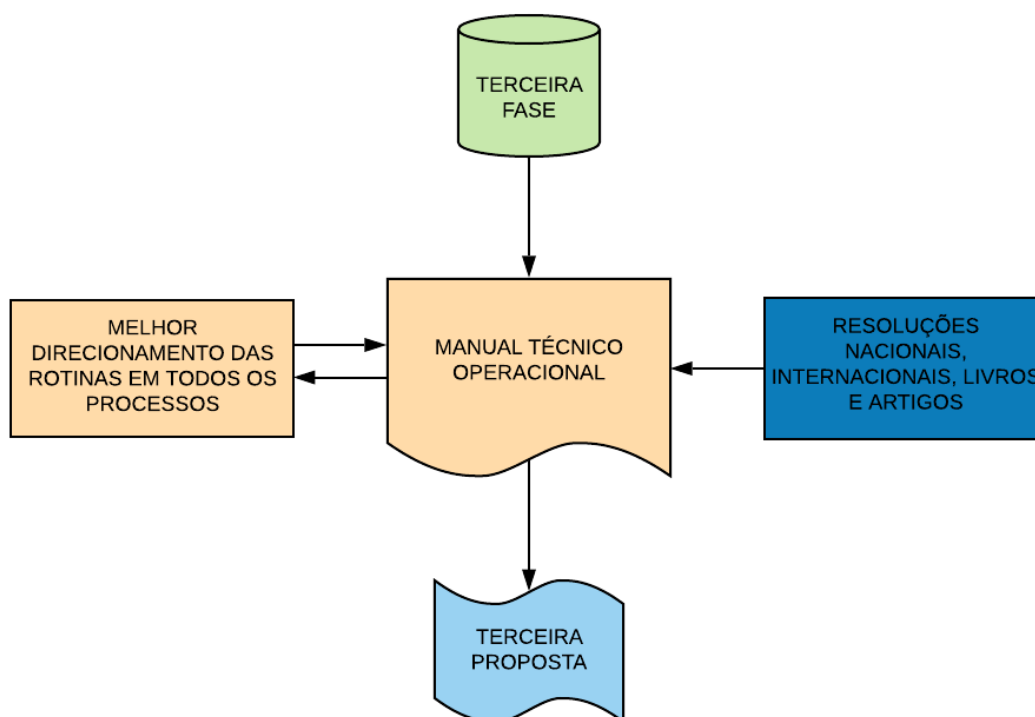 TERCEIRA
FASE
MELHOR
DIRECIONAMENTO DAS
ROTINAS EM TODOS OS
PROCESSOS
MANUAL TÉCNICO
OPERACIONAL
RESOLUÇÕES
NACIONAIS,
INTERNACIONAIS, LIVROS
E ARTIGOS
TERCEIRA
PROPOSTA